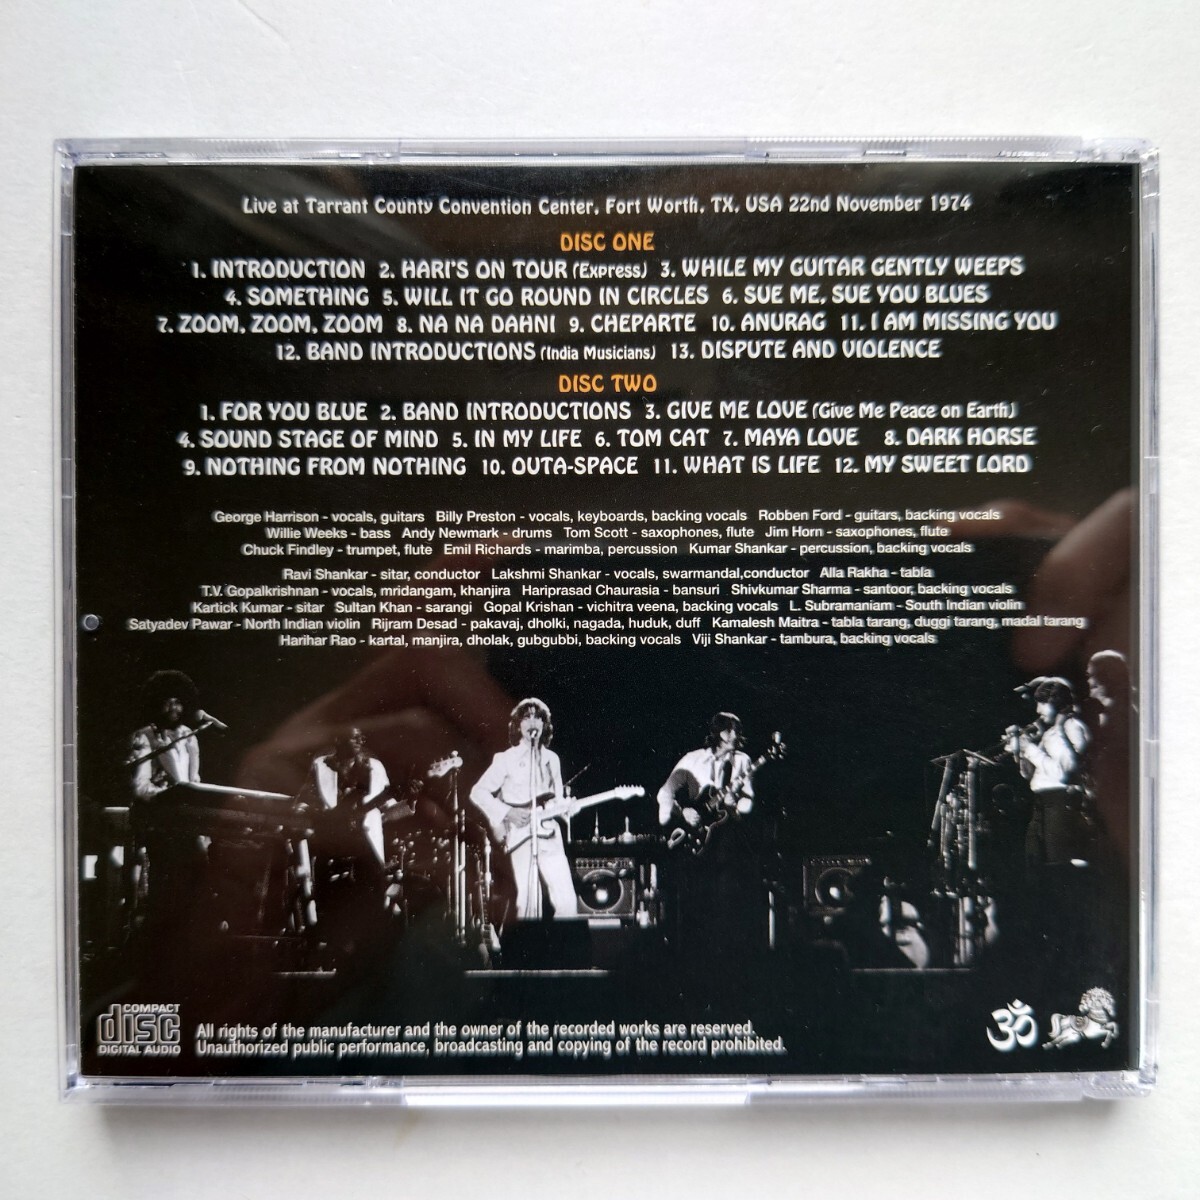 Live at Tarrant County Convention Center, Fort Worth, TX, USA 22nd November 1974
DISC ONE
1. INTRODUCTION 2. HARI'S ON TOUR (Express) 3. WHILE MY GUITAR GENTLY WEEPS
4. SOMETHING 5. WILL IT GO ROUND IN CIRCLES 6. SUE ME, SUE YOU BLUES
7. ZOOM, ZOOM, ZOOM 8. NA NA DAHNI 9. CHEPARTE 10. ANURAG 11. I AM MISSING YOU
12. BAND INTRODUCTIONS (India Musicians) 13. DISPUTE AND VIOLENCE
DISC TWO
1. FOR YOU BLUE 2. BAND INTRODUCTIONS 3. GIVE ME LOVE (Give Me Peace on Earth)
4. SOUND STAGE OF MIND 5. IN MY LIFE 6. TOM CAT 7. MAYA LOVE 8. DARK HORSE
9. NOTHING FROM NOTHING 10. OUTA-SPACE 11. WHAT IS LIFE 12. MY SWEET LORD
George Harrison - vocals, guitars Billy Preston - vocals, keyboards, backing vocals Robben Ford - guitars, backing vocals
Willie Weeks - bass Andy Newmark - drums Tom Scott - saxophones, flute Jim Horn - saxophones, flute
Chuck Findley - trumpet, flute Emil Richards - marimba, percussion Kumar Shankar - percussion, backing vocals
Ravi Shankar - sitar, conductor Lakshmi Shankar - vocals, swarmandal,conductor Alla Rakha - tabla
T.V. Gopalkrishnan - vocals, mridangam, khanjira Hariprasad Chaurasia - bansuri Shivkumar Sharma - santoor, backing vocals
Kartick Kumar - sitar Sultan Khan - sarangi Gopal Krishan - vichitra veena, backing vocals L. Subramaniam - South Indian violin
Satyadev Pawar - North Indian violin Rijram Desad - pakavaj, dholki, nagada, huduk, duff Kamalesh Maitra - tabla tarang, duggi tarang, madal tarang
Harihar Rao - kartal, manjira, dholak, gubgubbi, backing vocals Viji Shankar - tambura, backing vocals
COMPACT
disc
DIGITAL AUDIO
All rights of the manufacturer and the owner of the recorded works are reserved.
Unauthorized public performance, broadcasting and copying of the record prohibited.
ॐ